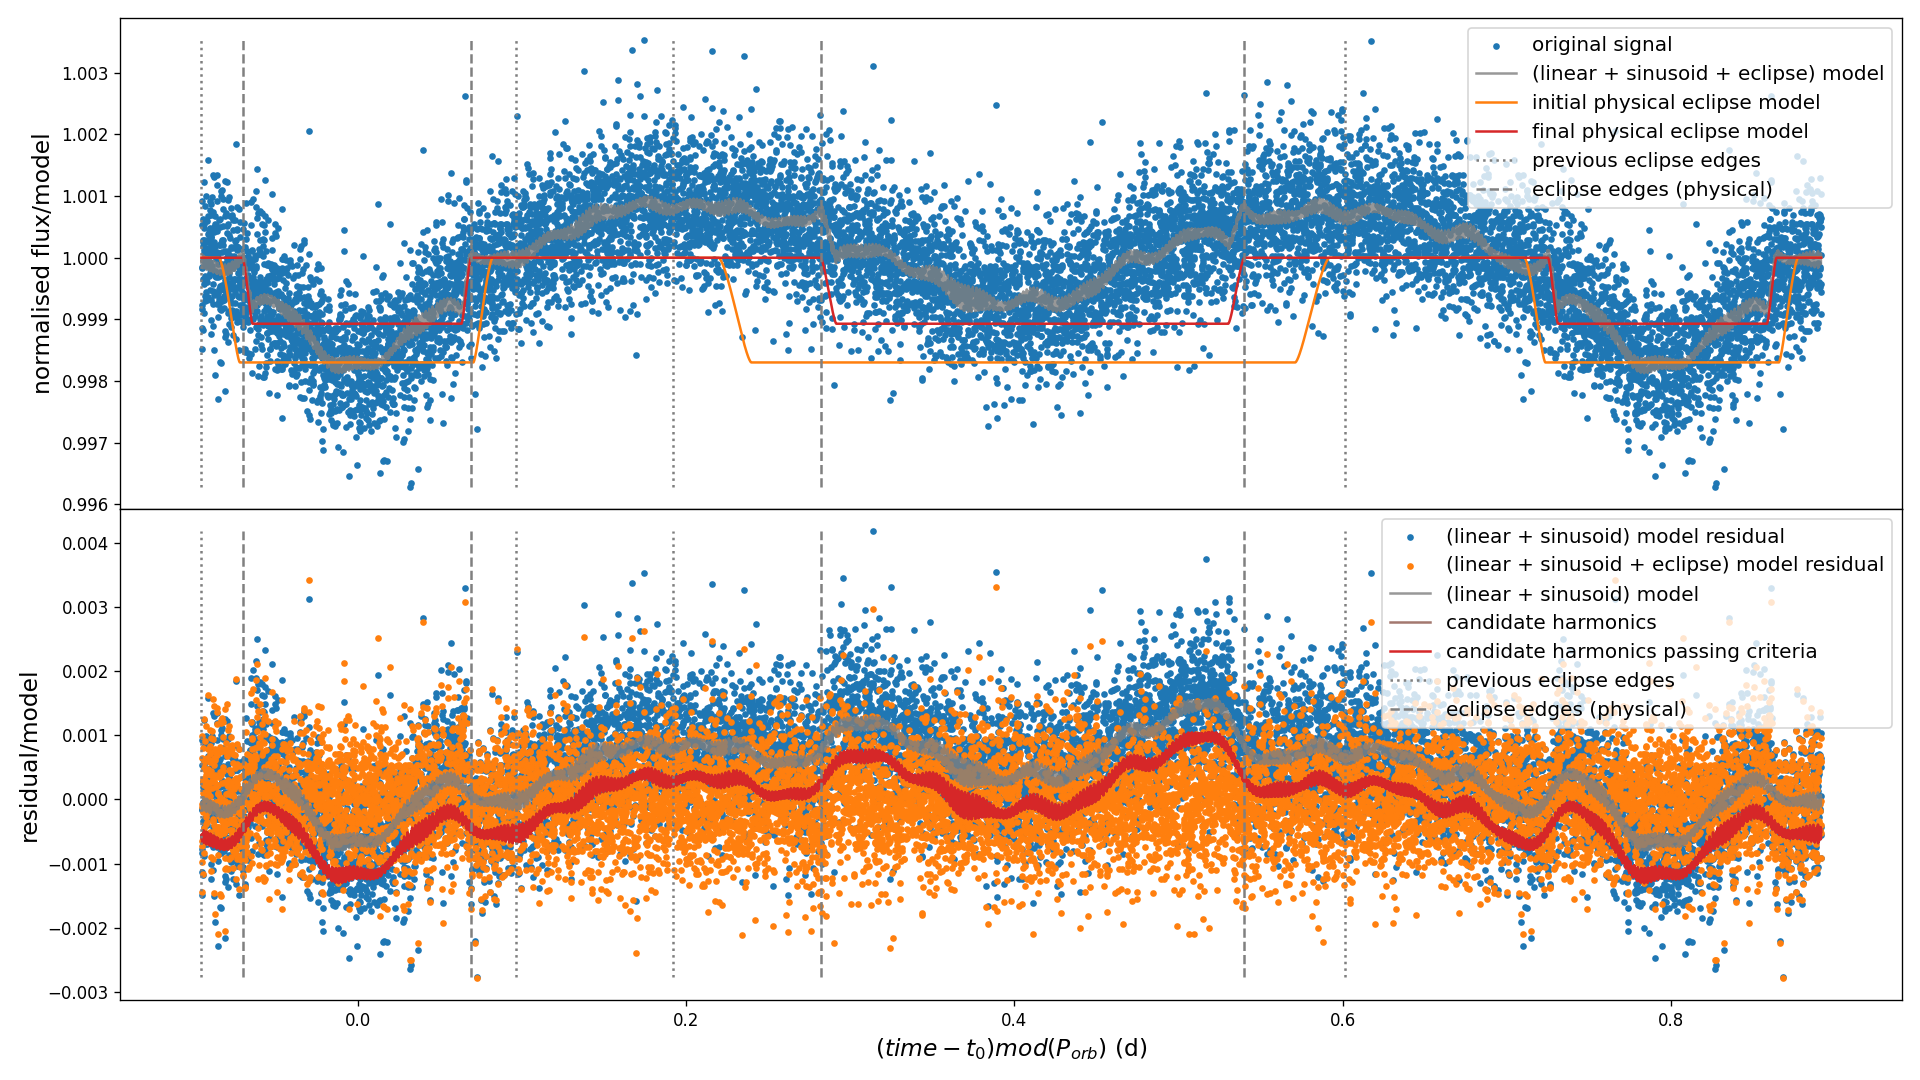 normalised flux/model
1.003
1.002
1.001
1.000
0.999
0.998
0.997
0.996
original signal
(linear + sinusoid + eclipse) model
initial physical eclipse model
final physical eclipse model
previous eclipse edges
eclipse edges (physical)
residual/model
0.004
0.003
0.002
0.001
0.000
−0.001
−0.002
−0.003
(linear + sinusoid) model residual
(linear + sinusoid + eclipse) model residual
(linear + sinusoid) model
candidate harmonics
candidate harmonics passing criteria
previous eclipse edges
eclipse edges (physical)
0.0 0.2 0.4 0.6 0.8
(time − t₀)mod(Pₒᵣb) (d)